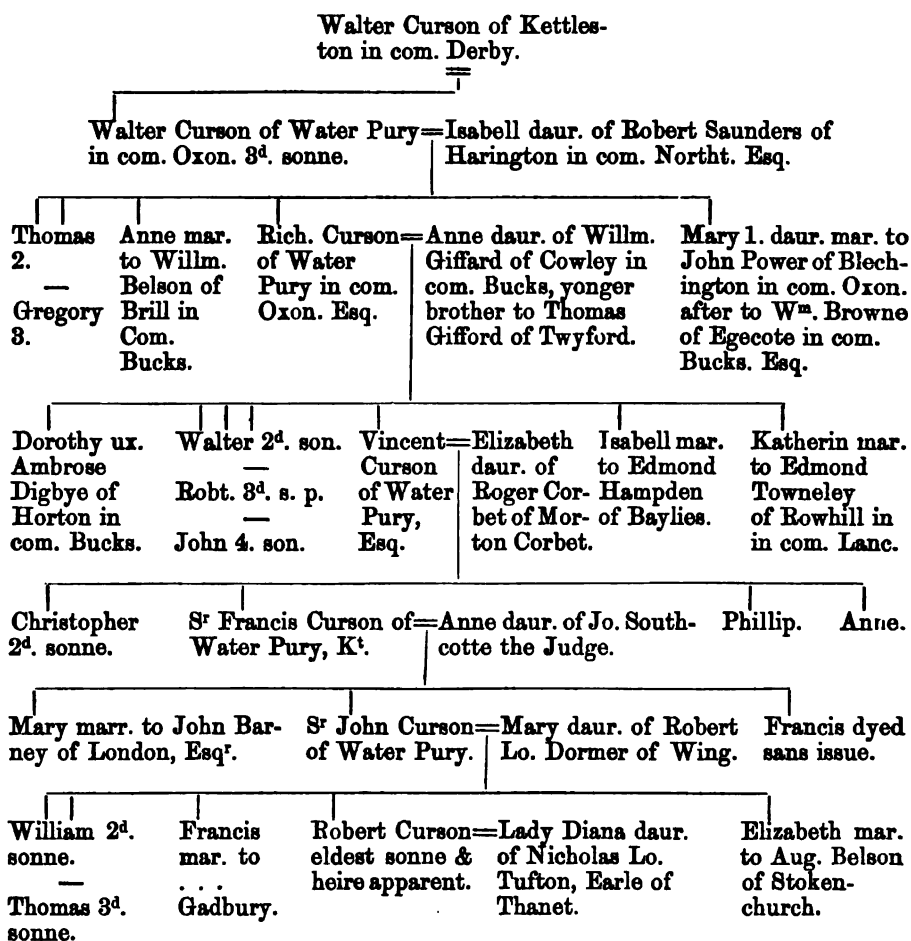 Walter Curson of Kettles-
ton in com. Derby.
Walter Curson of Water Pury=Isabell daur. of Robert Saunders of
in com. Oxon. 3d. sonne. Harington in com. Northt. Esq.
Thomas
2.
—
Gregory
3.
Anne mar.
to Willm.
Belson of
Brill in
Com.
Bucks.
Rich. Curson=
of Water
Pury in com.
Oxon. Esq.
Anne daur. of Willm.
Giffard of Cowley in
com. Bucks, yonger
brother to Thomas
Gifford of Twyford.
Mary 1. daur. mar. to
John Power of Blech-
ington in com. Oxon.
after to Wm. Browne
of Egecote in com.
Bucks. Esq.
Dorothy ux.
Ambrose
Digbye of
Horton in
com. Bucks.
Walter 2d. son.
—
Robt. 3d. s. p.
—
John 4. son.
Vincent=
Curson
of Water
Pury,
Esq.
Elizabeth
daur. of
Roger Cor-
bet of Mor-
ton Corbet.
Isabell mar.
to Edmond
Hampden
of Baylies.
Katherin mar.
to Edmond
Towneley
of Rowhill in
in com. Lanc.
Christopher
2d. sonne.
Sr Francis Curson of=
Water Pury, Kt.
Anne daur. of Jo. South-
cotte the Judge.
Phillip.
Anne.
Mary marr. to John Bar-
ney of London, Esqr.
Sr John Curson=
of Water Pury.
Mary daur. of Robert
Lo. Dormer of Wing.
Francis dyed
sans issue.
William 2d.
sonne.
—
Thomas 3d.
sonne.
Francis
mar. to
. . .
Gadbury.
Robert Curson=
eldest sonne &
heire apparent.
Lady Diana daur.
of Nicholas Lo.
Tufton, Earle of
Thanet.
Elizabeth mar.
to Aug. Belson
of Stoken-
church.